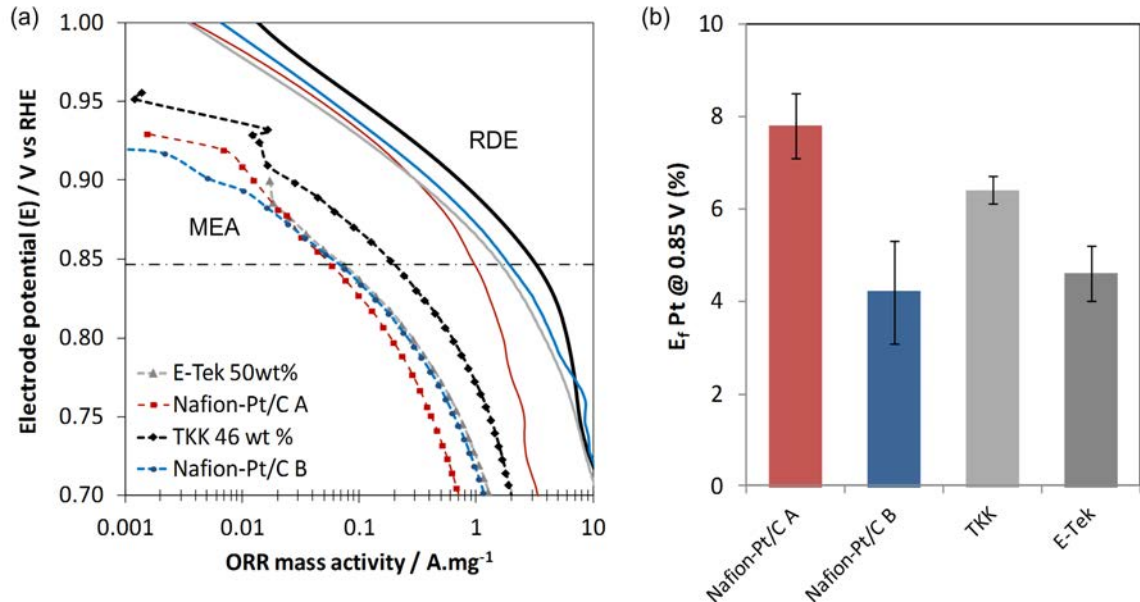 (a)
1.00
0.95
0.90
0.85
0.80
0.75
0.70
Electrode potential (E) / V vs RHE
RDE
MEA
E-Tek 50wt%
Nafion-Pt/C A
TKK 46 wt %
Nafion-Pt/C B
0.001
0.01
0.1
1
10
ORR mass activity / A.mg⁻¹
(b)
10
8
6
4
2
0
E_f Pt @ 0.85 V (%)
Nafion-Pt/C A
Nafion-Pt/C B
TKK
E-Tek